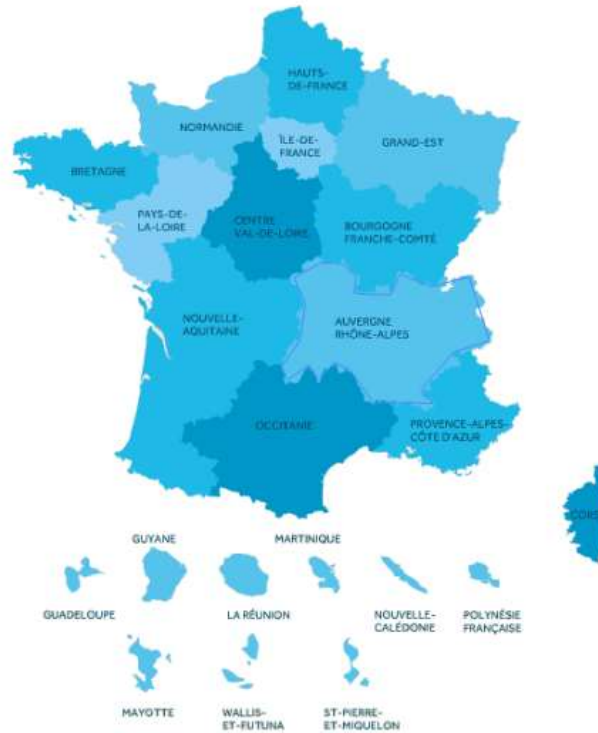 HAUTS-
DE-FRANCE
NORMANDIE
ÎLE-DE-
FRANCE
GRAND-EST
BRETAGNE
PAYS-DE-
LA-LOIRE
CENTRE
VAL-DE-LOIRE
BOURGOGNE
FRANCHE-COMTÉ
NOUVELLE-
AQUITAINE
AUVERGNE
RHÔNE-ALPES
OCCITANIE
PROVENCE-ALPES-
CÔTE D'AZUR
CORS
GUYANE
MARTINIQUE
GUADELOUPE
LA RÉUNION
NOUVELLE-
CALÉDONIE
POLYNÉSIE
FRANÇAISE
MAYOTTE
WALLIS-
ET-FUTUNA
ST-PIERRE-
ET-MIQUELON